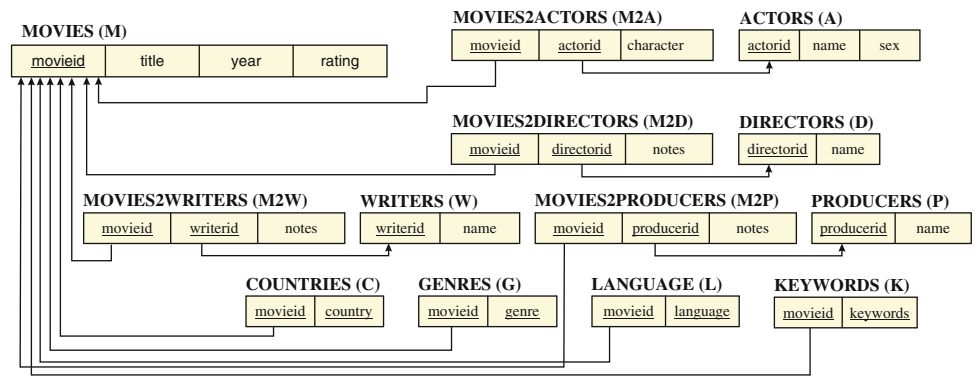 MOVIES (M)
movieid title year rating
MOVIES2ACTORS (M2A)
movieid actorid character
ACTORS (A)
actorid name sex
MOVIES2DIRECTORS (M2D)
movieid directorid notes
DIRECTORS (D)
directorid name
MOVIES2WRITERS (M2W)
movieid writerid notes
WRITERS (W)
writerid name
MOVIES2PRODUCERS (M2P)
movieid producerid notes
PRODUCERS (P)
producerid name
COUNTRIES (C)
movieid country
GENRES (G)
movieid genre
LANGUAGE (L)
movieid language
KEYWORDS (K)
movieid keywords